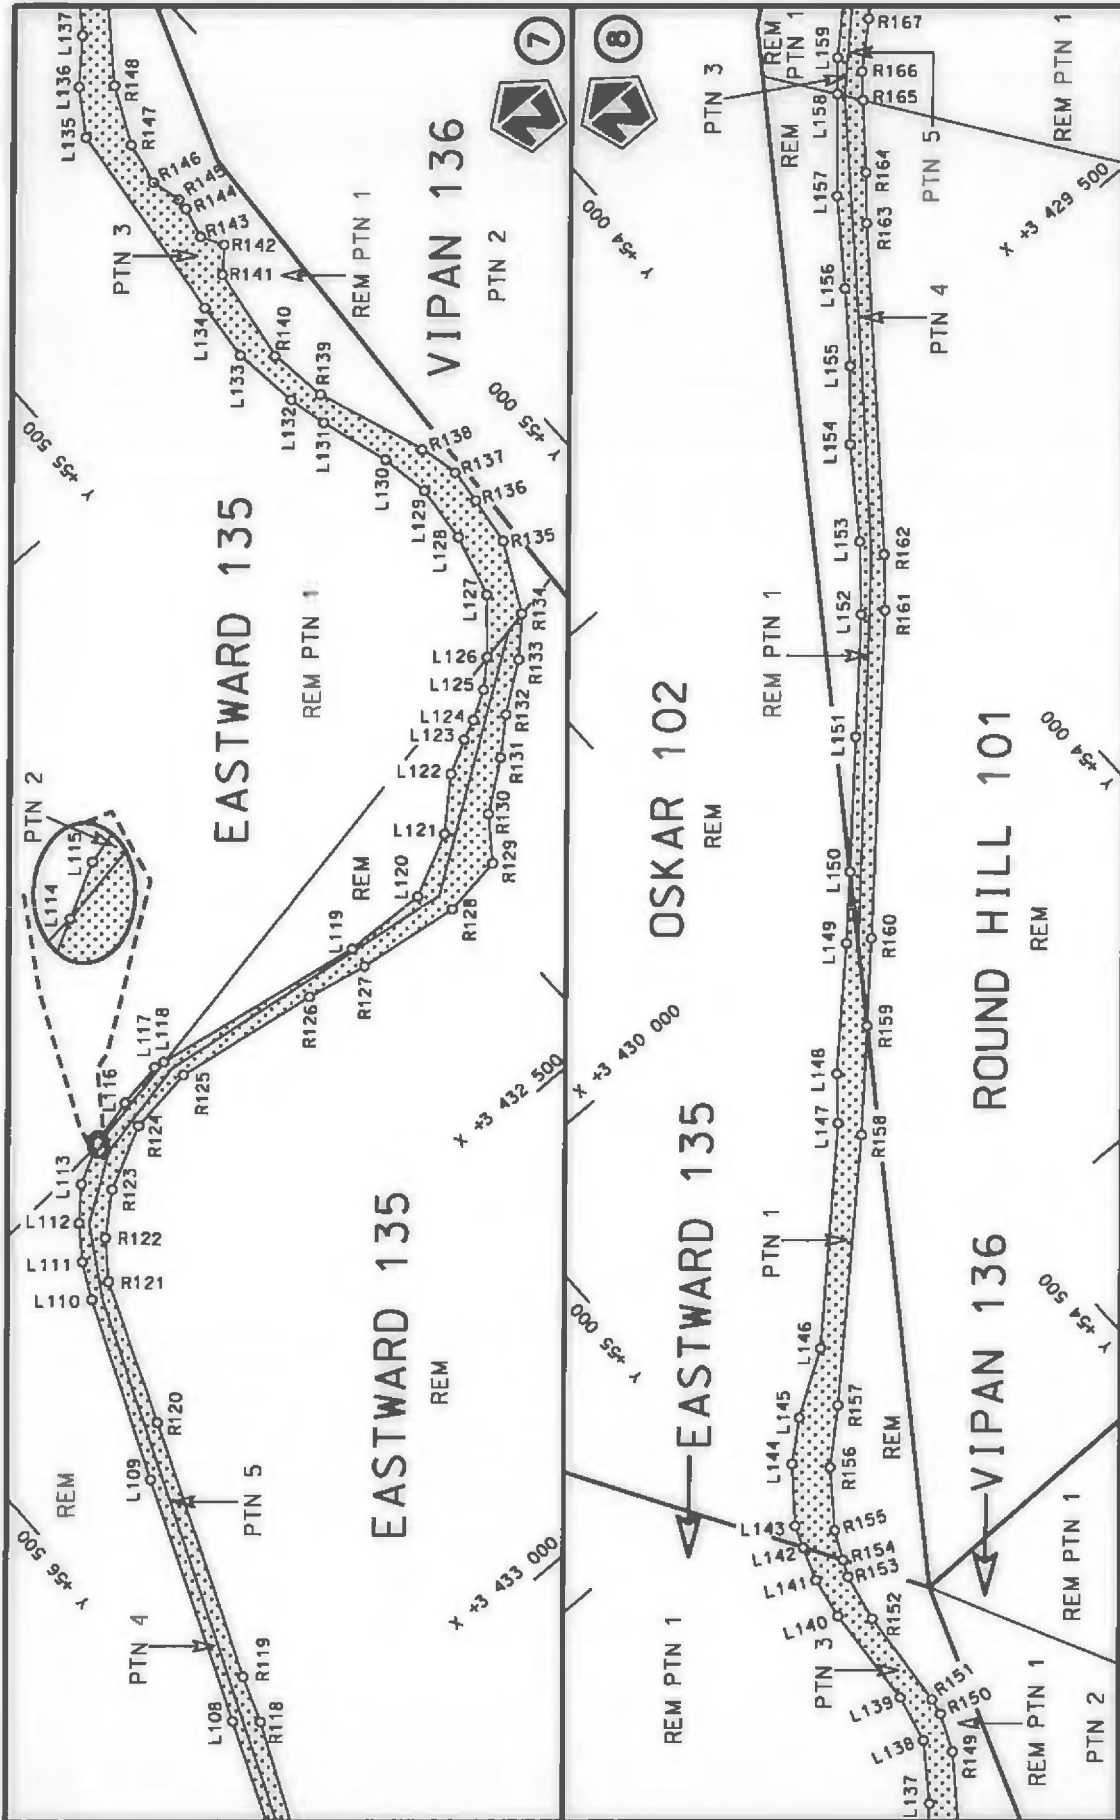 7
L108
L109
L110
L111
L112
L113
L116
L117
L118
L119
L120
L121
L122
L123
L124
L125
L126
L127
L128
L129
L130
L131
L132
L133
L134
L135
L136
L137
R118
R119
R120
R121
R122
R123
R124
R125
R126
R127
R128
R129
R130
R131
R132
R133
R134
R135
R136
R137
R138
R139
R140
R141
R142
R143
R144
R145
R146
R147
R148
L114
L115
PTN 2
REM
Y +56 500
PTN 4
PTN 5
EASTWARD 135
REM
X +3 433 000
X +3 432 500
REM
EASTWARD 135
REM PTN 1
Y +55 500
PTN 3
REM PTN 1
VIPAN 136
PTN 2
Y +55 000
8
L137
L138
L139
L140
L141
L142
L143
L144
L145
L146
L147
L148
L149
L150
L151
L152
L153
L154
L155
L156
L157
L158
L159
R149
R150
R151
R152
R153
R154
R155
R156
R157
R158
R159
R160
R161
R162
R163
R164
R165
R166
R167
REM PTN 1
PTN 3
REM PTN 1
PTN 2
REM PTN 1
EASTWARD 135
VIPAN 136
REM
PTN 1
Y +55 000
Y +54 500
X +3 430 000
OSKAR 102
REM
ROUND HILL 101
REM
REM PTN 1
Y +54 000
PTN 4
Y +54 000
X +3 429 500
PTN 3
REM
REM
PTN 1
PTN 5
REM PTN 1